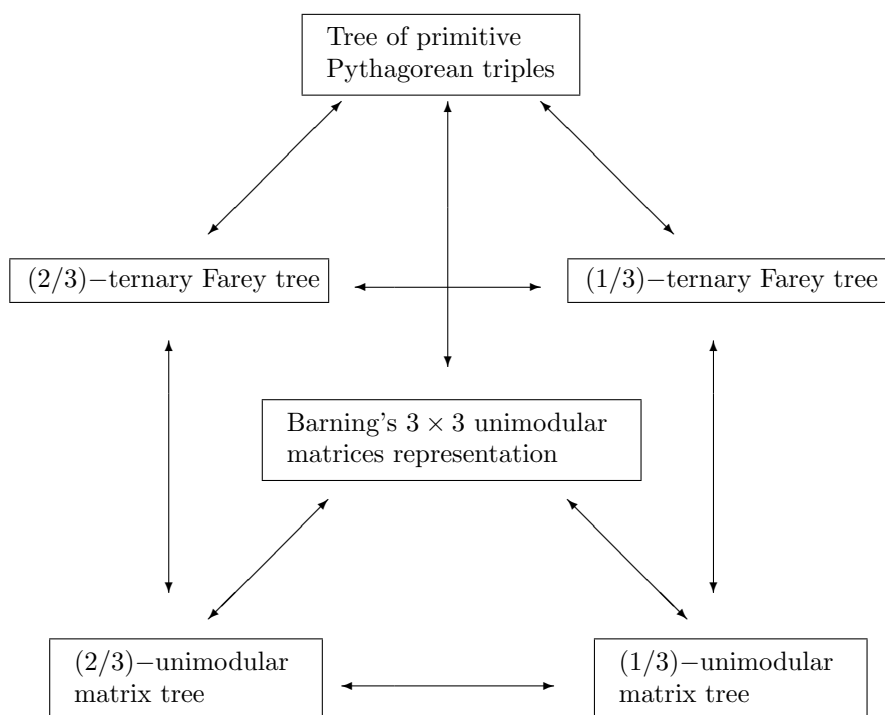 Tree of primitive
Pythagorean triples
(2/3)−ternary Farey tree
(1/3)−ternary Farey tree
Barning's 3 × 3 unimodular
matrices representation
(2/3)−unimodular
matrix tree
(1/3)−unimodular
matrix tree